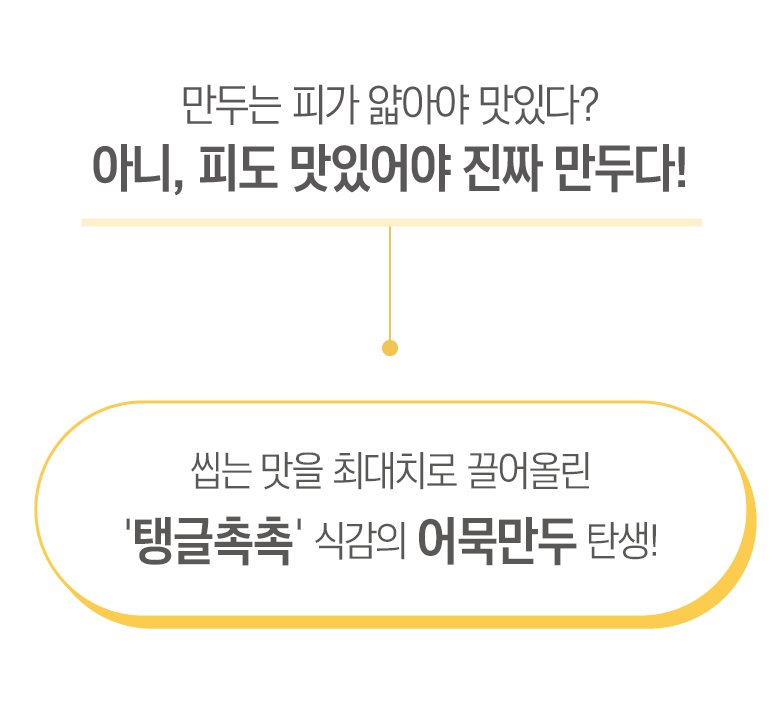 만두는 피가 얇아야 맛있다?
아니, 피도 맛있어야 진짜 만두다!
씹는 맛을 최대치로 끌어올린
'탱글촉촉' 식감의 어묵만두 탄생!